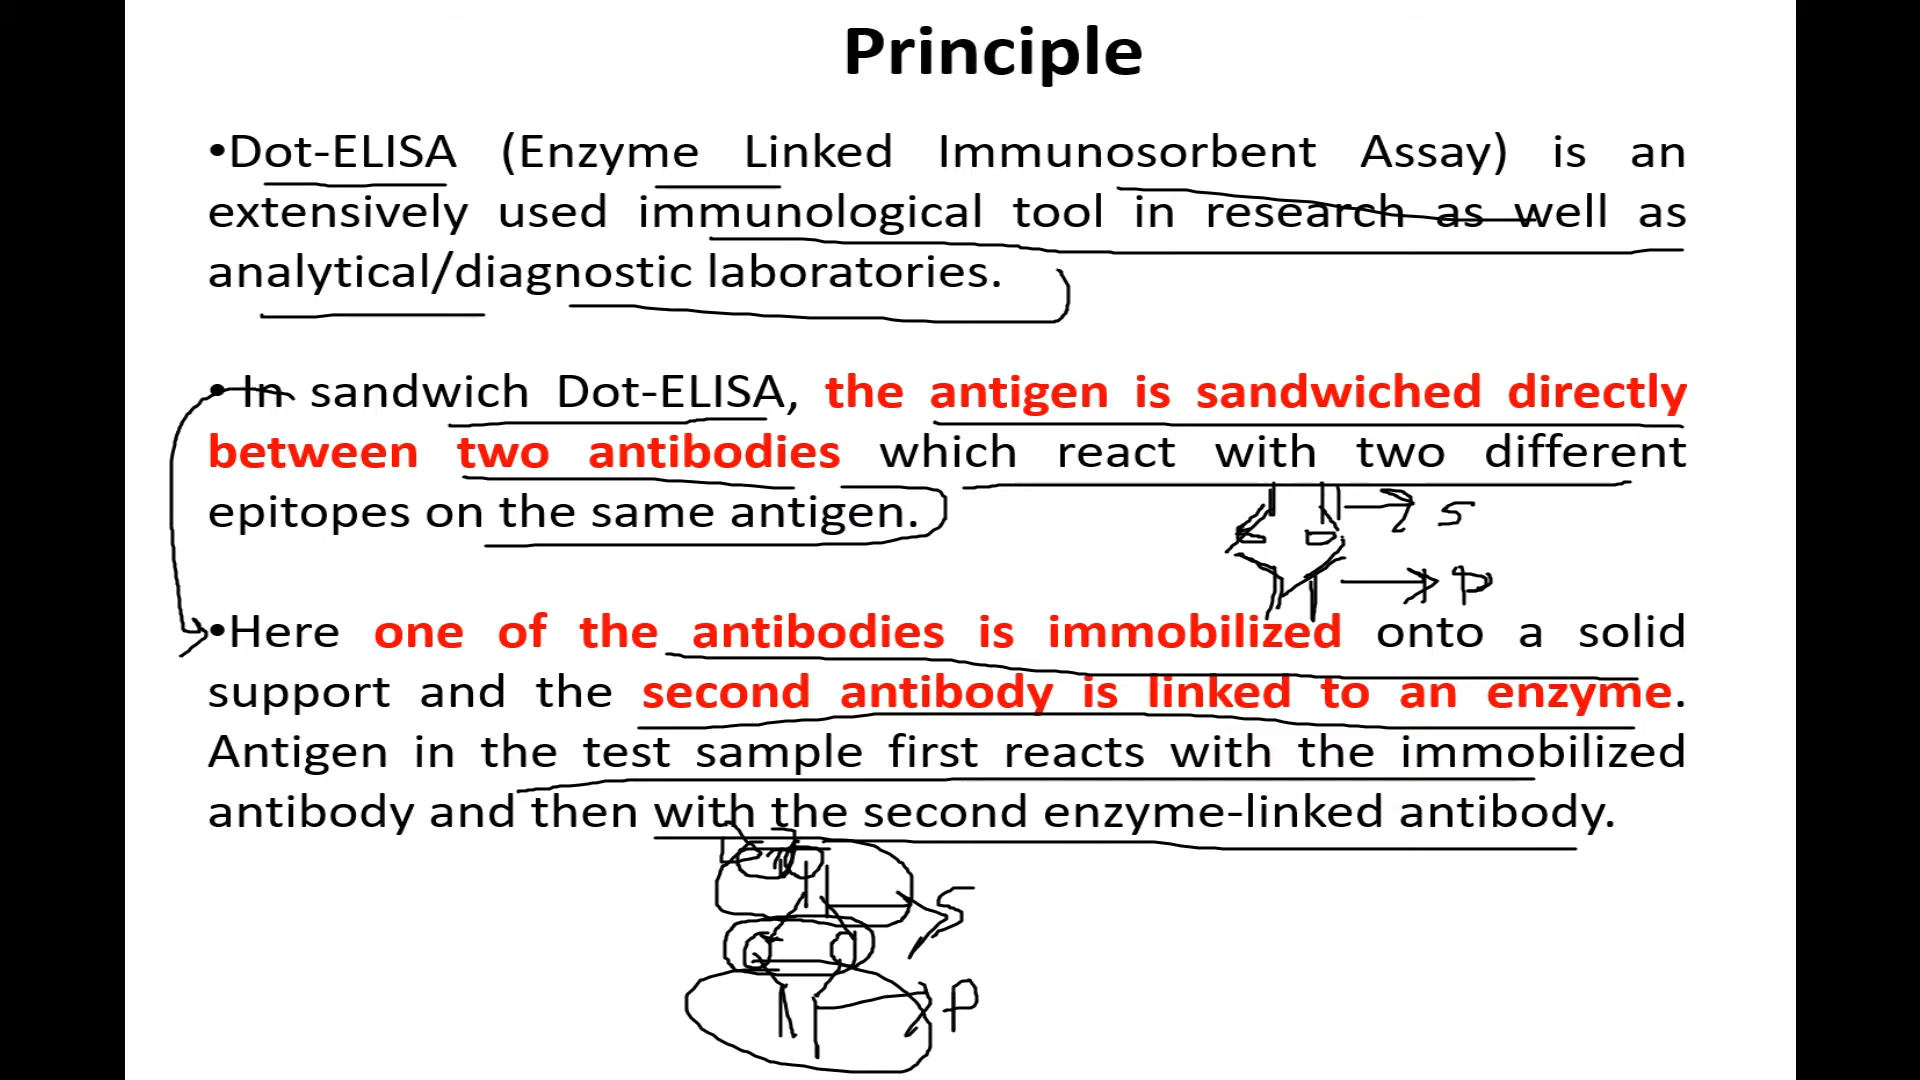 Principle
•Dot-ELISA (Enzyme Linked Immunosorbent Assay) is an
extensively used immunological tool in research as well as
analytical/diagnostic laboratories.
• In sandwich Dot-ELISA, the antigen is sandwiched directly
between two antibodies which react with two different
epitopes on the same antigen.
S
P
•Here one of the antibodies is immobilized onto a solid
support and the second antibody is linked to an enzyme.
Antigen in the test sample first reacts with the immobilized
antibody and then with the second enzyme-linked antibody.
S
P